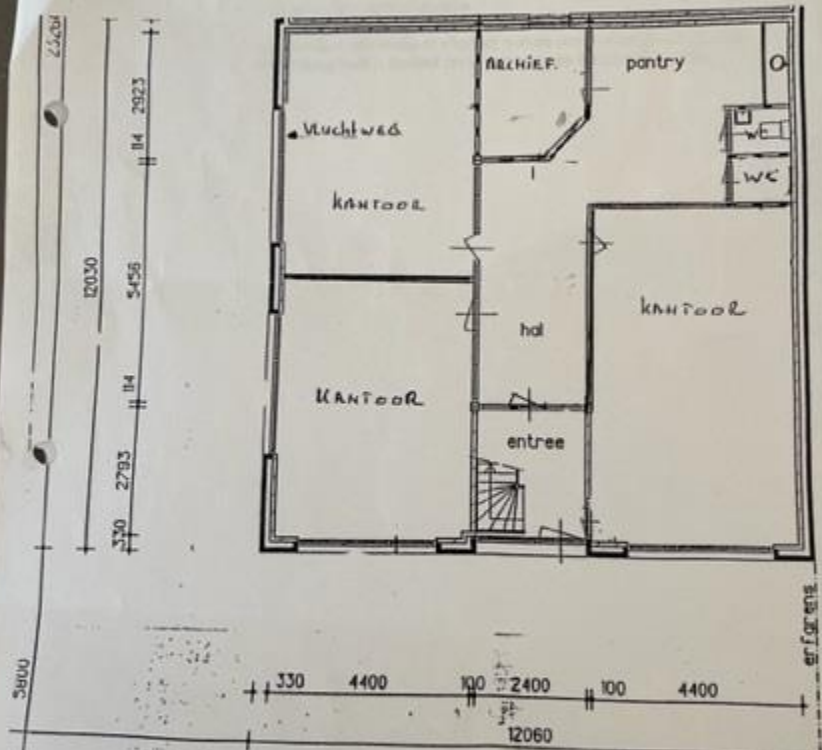 2923
114
5456
114
2793
330
12030
5800
ARCHIEF.
pantry
Vluchtweg
WC
WC
KANTOOR
KANTOOR
hal
KANTOOR
entree
erfgrens
330 4400 100 2400 100 4400
12060